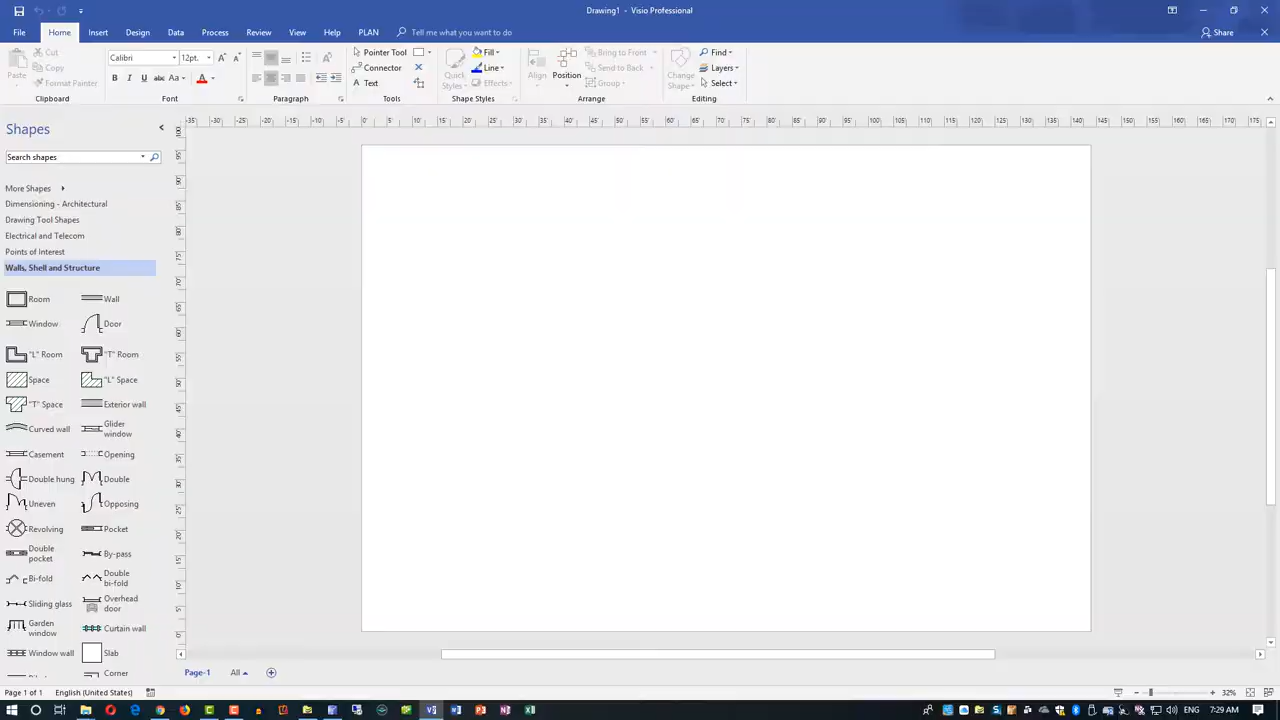 Drawing1 - Visio Professional
File Home Insert Design Data Process Review View Help PLAN Tell me what you want to do Share
Cut Calibri 12pt. Pointer Tool Fill Bring to Front Find
Copy Connector Line Send to Back Layers
Paste Format Painter Text Quick Styles Effects Align Position Group Change Shape Select
Clipboard Font Paragraph Tools Shape Styles Arrange Editing
Shapes
Search shapes
More Shapes
Dimensioning - Architectural
Drawing Tool Shapes
Electrical and Telecom
Points of Interest
Walls, Shell and Structure
Room Wall
Window Door
"L" Room "T" Room
Space "L" Space
"T" Space Exterior wall
Curved wall Glider window
Casement Opening
Double hung Double
Uneven Opposing
Revolving Pocket
Double pocket By-pass
Bi-fold Double bi-fold
Sliding glass Overhead door
Garden window Curtain wall
Window wall Slab
Corner
Page-1 All
Page 1 of 1 English (United States) 32%
7:29 AM